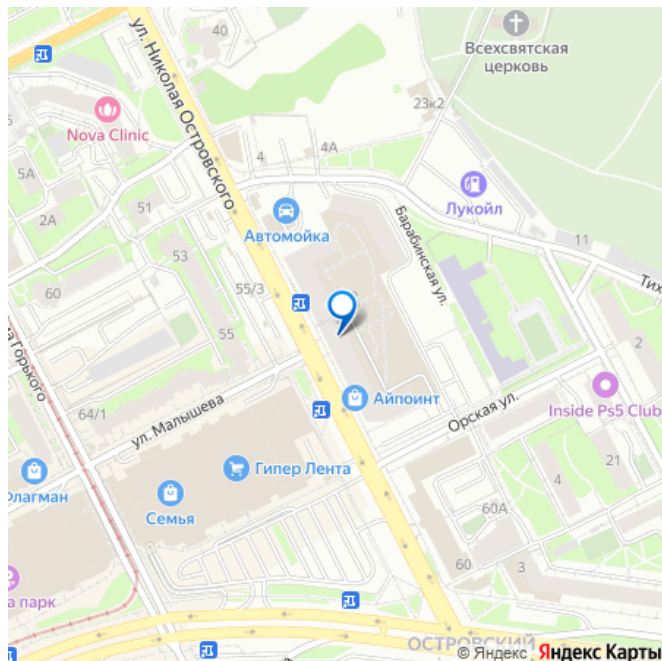 40
Всехсвятская
церковь
ул. Николая Островского
23к2
Nova Clinic
4
4А
5А
Лукойл
2А
51
Автомойка
Барабинская ул.
11
53
Тих
60
55/3
55
2
Айпоинт
Inside Ps5 Club
Орская ул.
64/1
ул. Малышева
Горького
4
21
Гипер Лента
Флагман
Семья
60А
60
3
а парк
ОСТРОВСКИЙ
© Яндекс Яндекс Карты